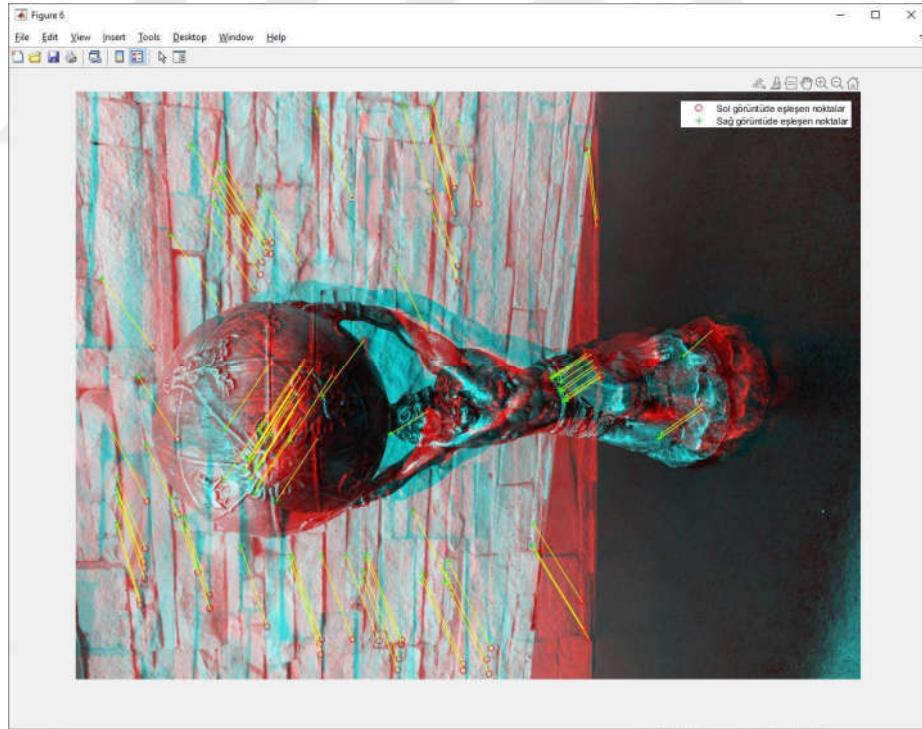 Figure 6
File Edit View Insert Tools Desktop Window Help
Sol görüntüde eşleşen noktalar
Sağ görüntüde eşleşen noktalar